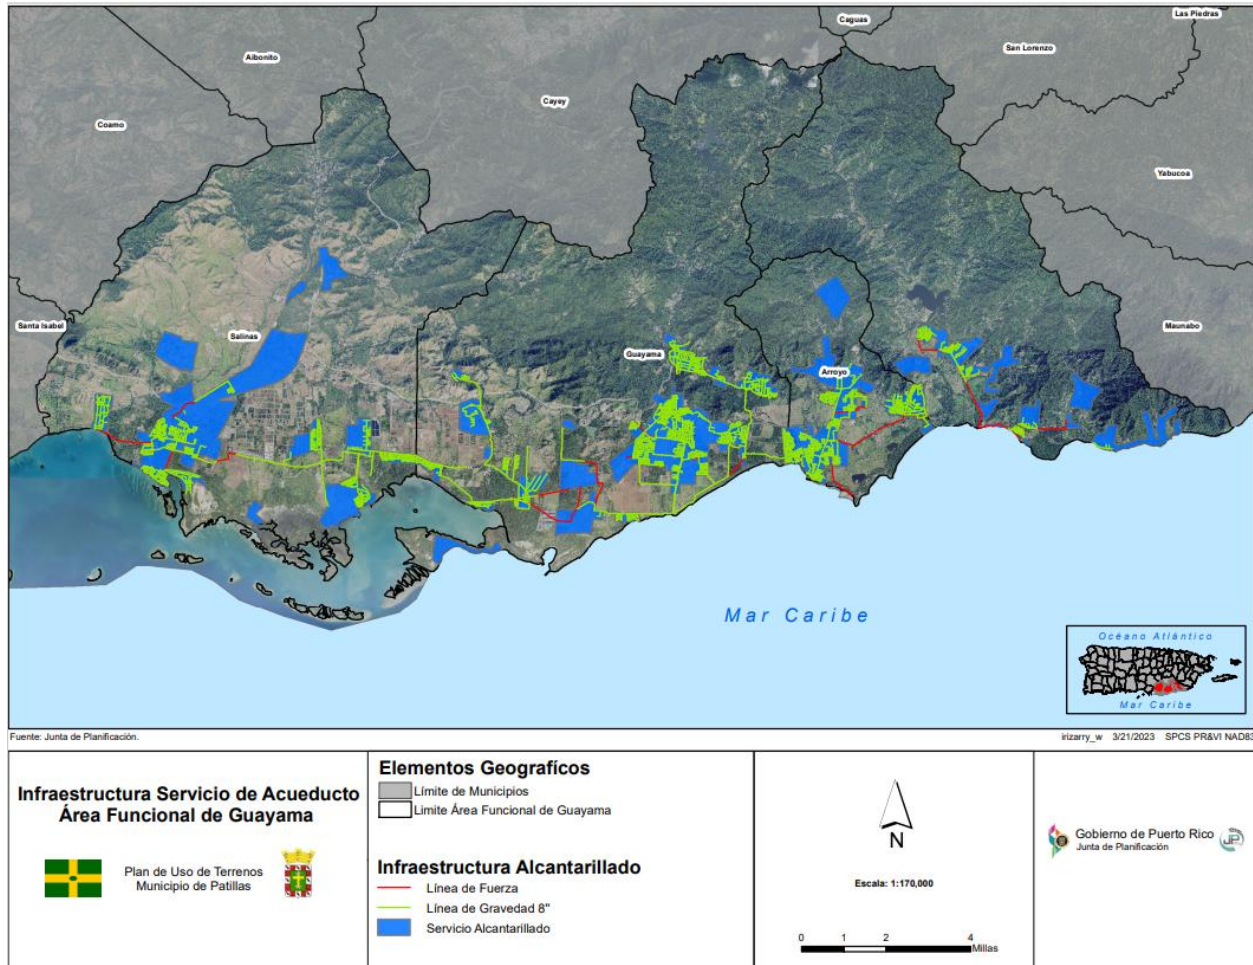 Caguas
Las Piedras
San Lorenzo
Aibonito
Cayey
Coamo
Yabucoa
Santa Isabel
Salinas
Maunabo
Guayama
Arroyo
Mar Caribe
Océano Atlántico
Mar Caribe
Fuente: Junta de Planificación.
irizarry_w 3/21/2023 SPCS PR&VI NAD83
Infraestructura Servicio de Acueducto
Área Funcional de Guayama
Plan de Uso de Terrenos
Municipio de Patillas
Elementos Geografícos
Límite de Municipios
Limite Área Funcional de Guayama
Infraestructura Alcantarillado
Línea de Fuerza
Línea de Gravedad 8"
Servicio Alcantarillado
N
Escala: 1:170,000
0 1 2 4
Millas
Gobierno de Puerto Rico
Junta de Planificación
JP